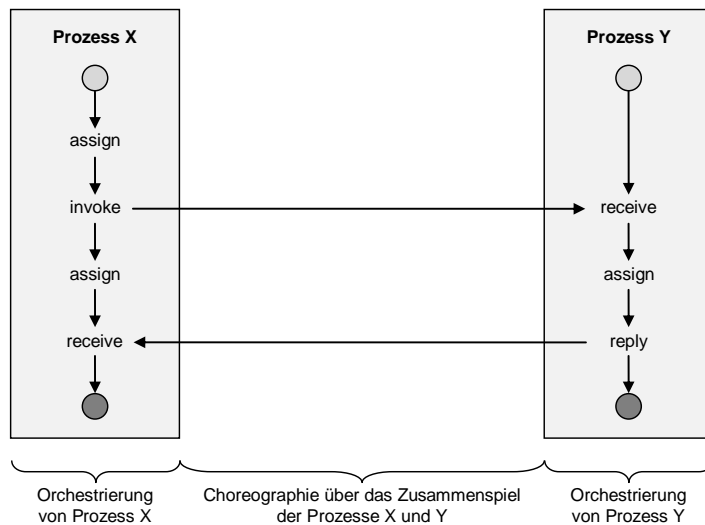 Prozess X
Prozess Y
assign
invoke
receive
assign
assign
receive
reply
Orchestrierung
von Prozess X
Choreographie über das Zusammenspiel
der Prozesse X und Y
Orchestrierung
von Prozess Y